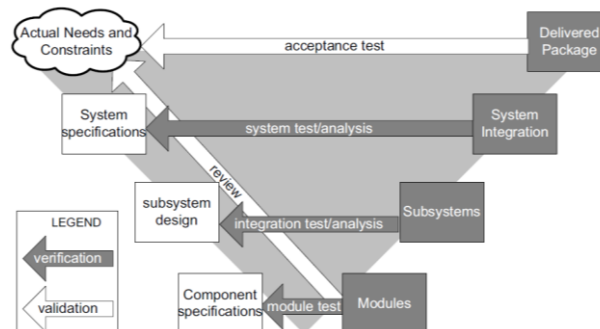 Actual Needs and
Constraints
acceptance test
Delivered
Package
System
specifications
system test/analysis
System
Integration
review
subsystem
design
integration test/analysis
Subsystems
LEGEND
verification
validation
Component
specifications
module test
Modules